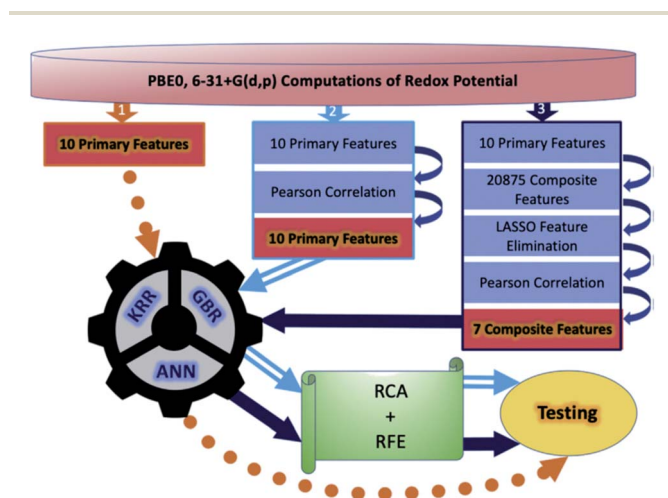 PBE0, 6-31+G(d,p) Computations of Redox Potential
1
2
3
10 Primary Features
10 Primary Features
Pearson Correlation
10 Primary Features
10 Primary Features
20875 Composite
Features
LASSO Feature
Elimination
Pearson Correlation
7 Composite Features
KRR
GBR
ANN
RCA
+
RFE
Testing